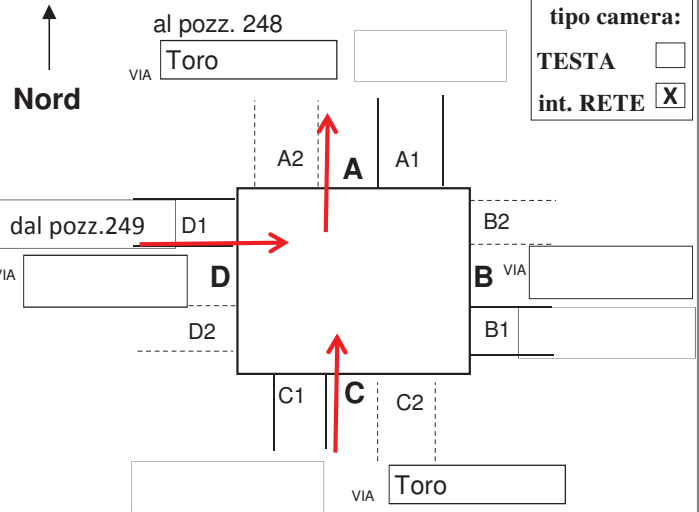 al pozz. 248
VIA Toro
Nord
tipo camera:
TESTA
int. RETE X
A2 A A1
dal pozz.249 D1
B2
VIA D
B VIA
D2
B1
C1 C C2
VIA Toro